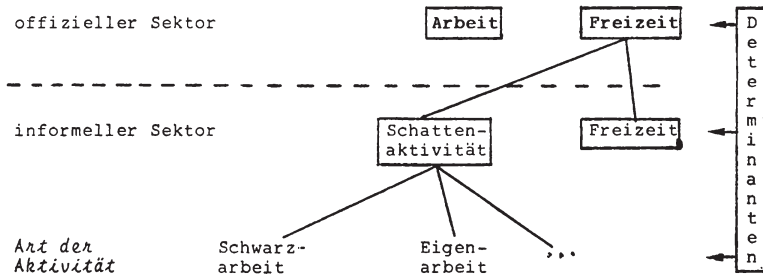 offizieller Sektor Arbeit Freizeit
informeller Sektor Schatten- Freizeit
aktivität
Art der Schwarz- Eigen- ...
Aktivität arbeit arbeit
Determinanten